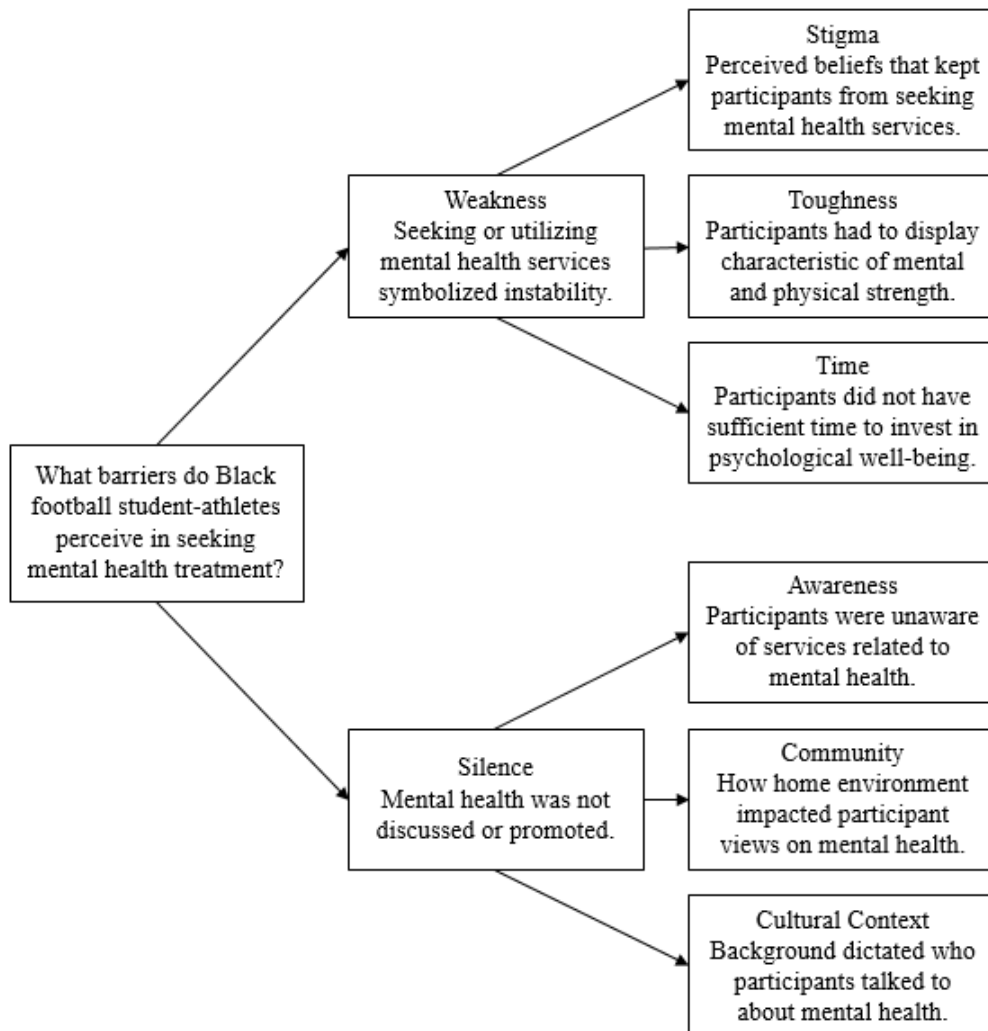 Stigma
Perceived beliefs that kept
participants from seeking
mental health services.
Weakness
Seeking or utilizing
mental health services
symbolized instability.
Toughness
Participants had to display
characteristic of mental
and physical strength.
Time
Participants did not have
sufficient time to invest in
psychological well-being.
What barriers do Black
football student-athletes
perceive in seeking
mental health treatment?
Awareness
Participants were unaware
of services related to
mental health.
Silence
Mental health was not
discussed or promoted.
Community
How home environment
impacted participant
views on mental health.
Cultural Context
Background dictated who
participants talked to
about mental health.